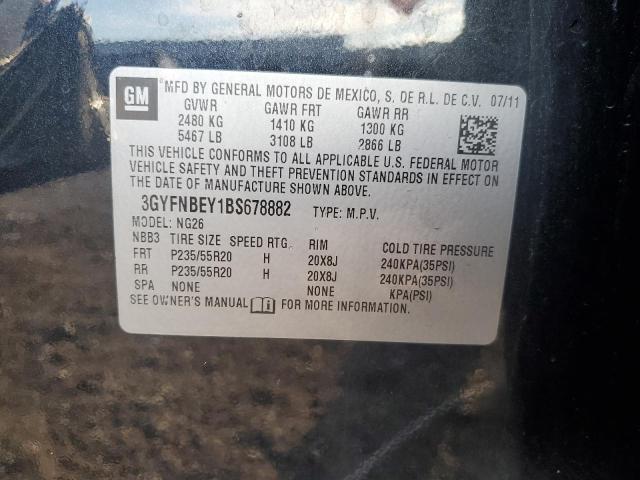 GM
MFD BY GENERAL MOTORS DE MEXICO, S. DE R.L. DE C.V. 07/11
GVWR GAWR FRT GAWR RR
2480 KG 1410 KG 1300 KG
5467 LB 3108 LB 2866 LB
THIS VEHICLE CONFORMS TO ALL APPLICABLE U.S. FEDERAL MOTOR
VEHICLE SAFETY AND THEFT PREVENTION STANDARDS IN EFFECT ON
THE DATE OF MANUFACTURE SHOWN ABOVE.
3GYFNBEY1BS678882 TYPE: M.P.V.
MODEL: NG26
NBB3 TIRE SIZE SPEED RTG RIM COLD TIRE PRESSURE
FRT P235/55R20 H 20X8J 240KPA(35PSI)
RR P235/55R20 H 20X8J 240KPA(35PSI)
SPA NONE NONE KPA(PSI)
SEE OWNER'S MANUAL FOR MORE INFORMATION.